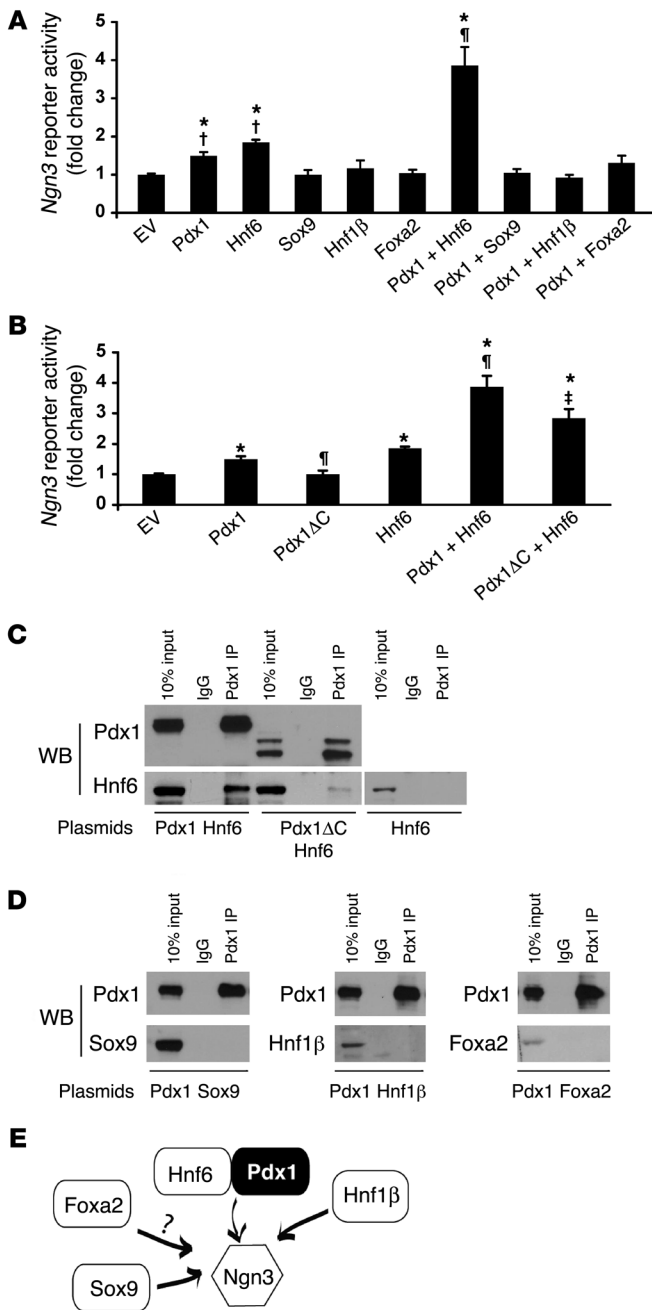 A
Ngn3 reporter activity
(fold change)
5
4
3
2
1
0
*
†
*
†
*
¶
EV
Pdx1
Hnf6
Sox9
Hnf1β
Foxa2
Pdx1 + Hnf6
Pdx1 + Sox9
Pdx1 + Hnf1β
Pdx1 + Foxa2
B
Ngn3 reporter activity
(fold change)
5
4
3
2
1
0
*
¶
*
*
¶
*
‡
EV
Pdx1
Pdx1ΔC
Hnf6
Pdx1 + Hnf6
Pdx1ΔC + Hnf6
C
10% input
IgG
Pdx1 IP
10% input
IgG
Pdx1 IP
10% input
IgG
Pdx1 IP
WB
Pdx1
Hnf6
Plasmids
Pdx1 Hnf6
Pdx1ΔC
Hnf6
Hnf6
D
10% input
IgG
Pdx1 IP
10% input
IgG
Pdx1 IP
10% input
IgG
Pdx1 IP
WB
Pdx1
Pdx1
Pdx1
Sox9
Hnf1β
Foxa2
Plasmids
Pdx1 Sox9
Pdx1 Hnf1β
Pdx1 Foxa2
E
Hnf6
Pdx1
Foxa2
Hnf1β
?
Ngn3
Sox9